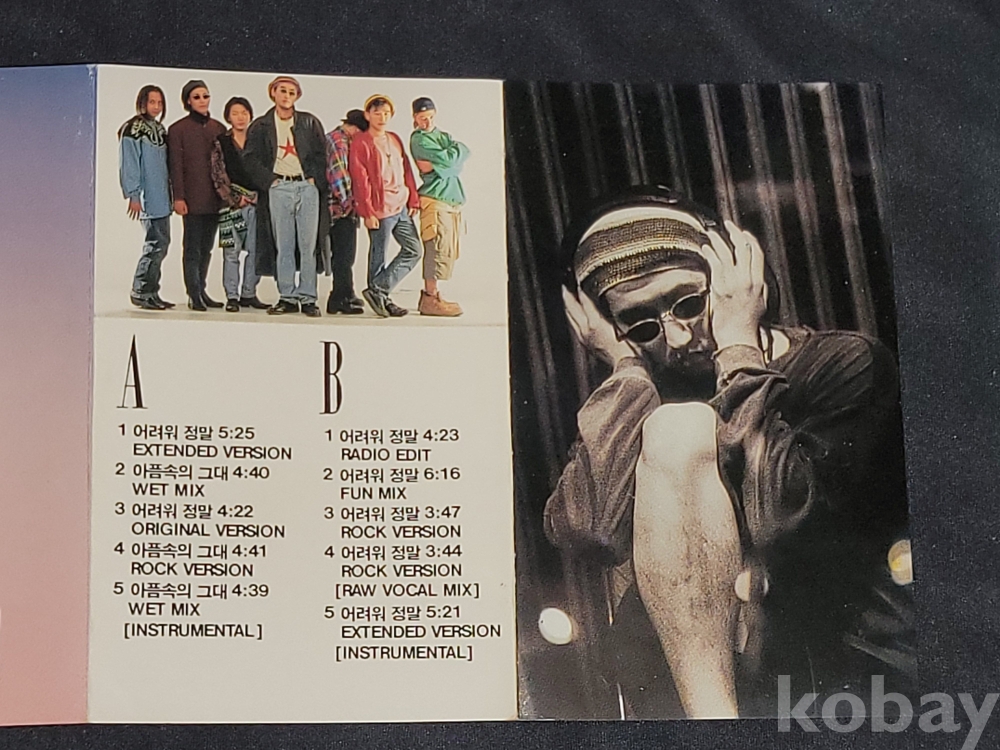 A
1 어려워 정말 5:25
EXTENDED VERSION
2 아픔속의 그대 4:40
WET MIX
3 어려워 정말 4:22
ORIGINAL VERSION
4 아픔속의 그대 4:41
ROCK VERSION
5 아픔속의 그대 4:39
WET MIX
[INSTRUMENTAL]
B
1 어려워 정말 4:23
RADIO EDIT
2 어려워 정말 6:16
FUN MIX
3 어려워 정말 3:47
ROCK VERSION
4 어려워 정말 3:44
ROCK VERSION
[RAW VOCAL MIX]
5 어려워 정말 5:21
EXTENDED VERSION
[INSTRUMENTAL]
kobay